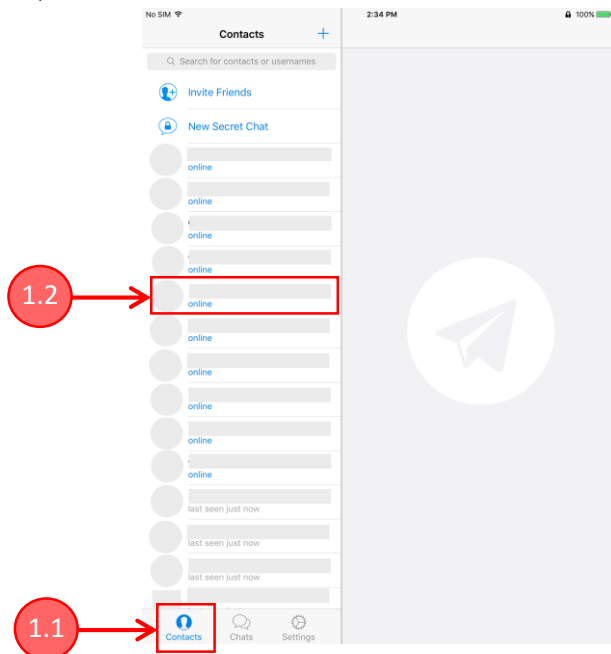 No SIM 2:34 PM 100%
Contacts +
Search for contacts or usernames
Invite Friends
New Secret Chat
online
online
online
online
1.2
online
online
online
online
online
online
last seen just now
last seen just now
last seen just now
1.1
Contacts Chats Settings